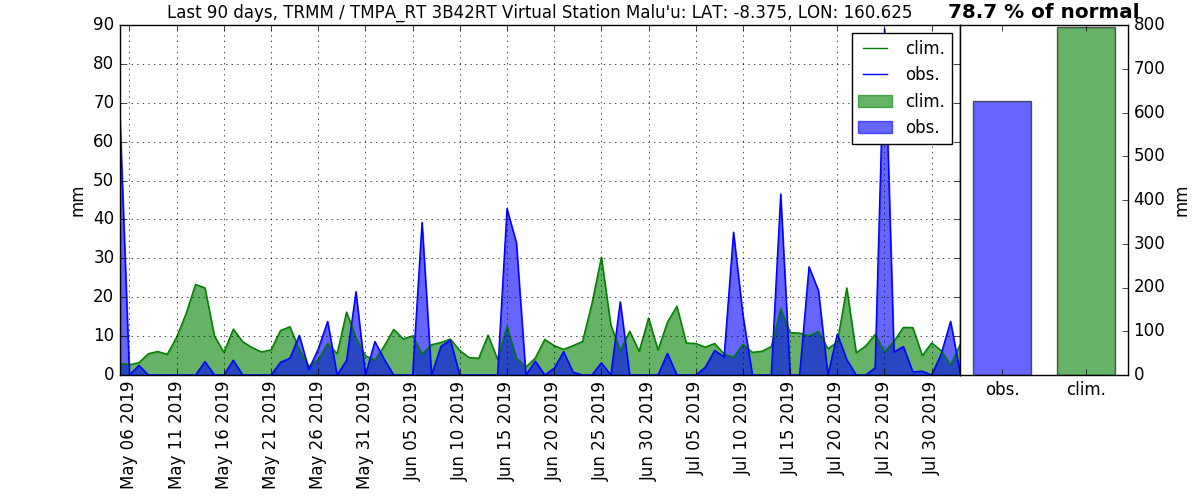 Last 90 days, TRMM / TMPA_RT 3B42RT Virtual Station Malu'u: LAT: -8.375, LON: 160.625
78.7 % of normal
90
80
70
60
50
40
30
20
10
0
mm
clim.
obs.
clim.
obs.
May 06 2019
May 11 2019
May 16 2019
May 21 2019
May 26 2019
May 31 2019
Jun 05 2019
Jun 10 2019
Jun 15 2019
Jun 20 2019
Jun 25 2019
Jun 30 2019
Jul 05 2019
Jul 10 2019
Jul 15 2019
Jul 20 2019
Jul 25 2019
Jul 30 2019
800
700
600
500
400
300
200
100
0
mm
obs.
clim.